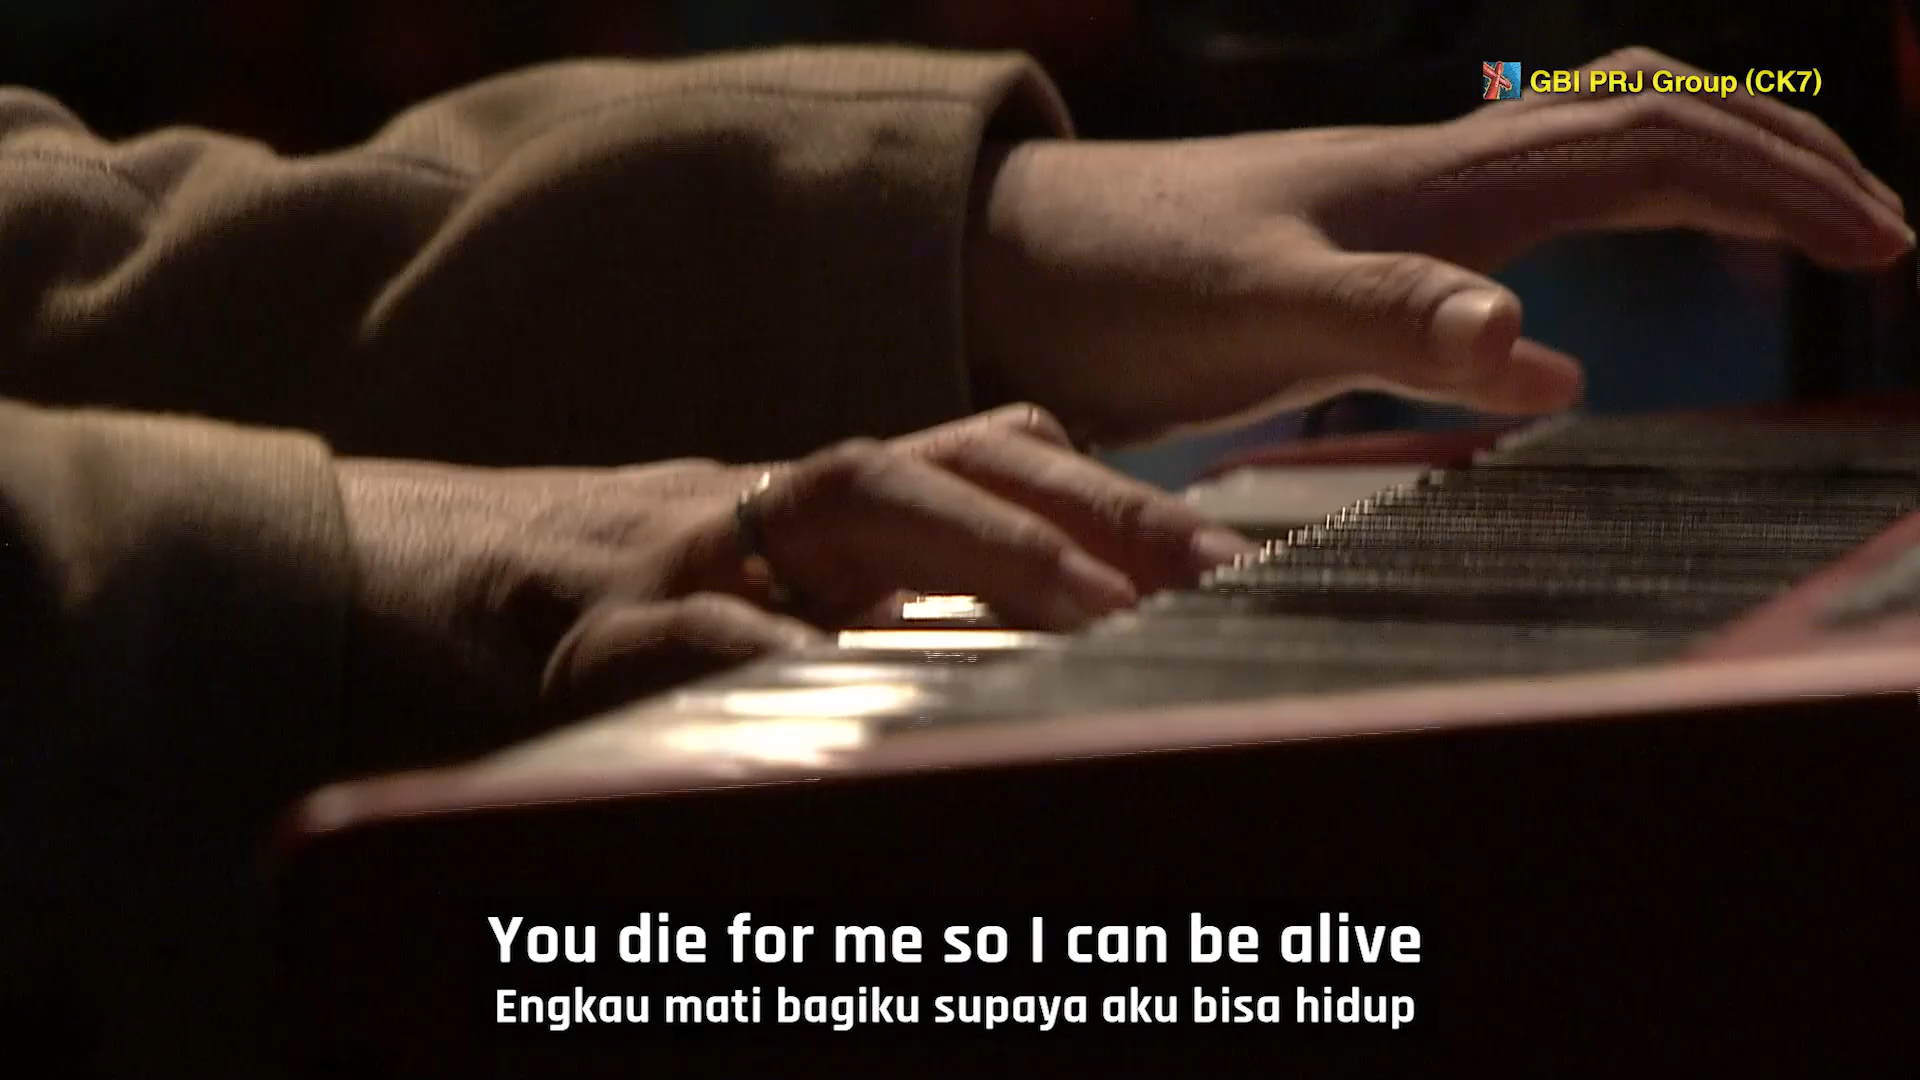 GBI PRJ Group (CK7)
You die for me so I can be alive
Engkau mati bagiku supaya aku bisa hidup